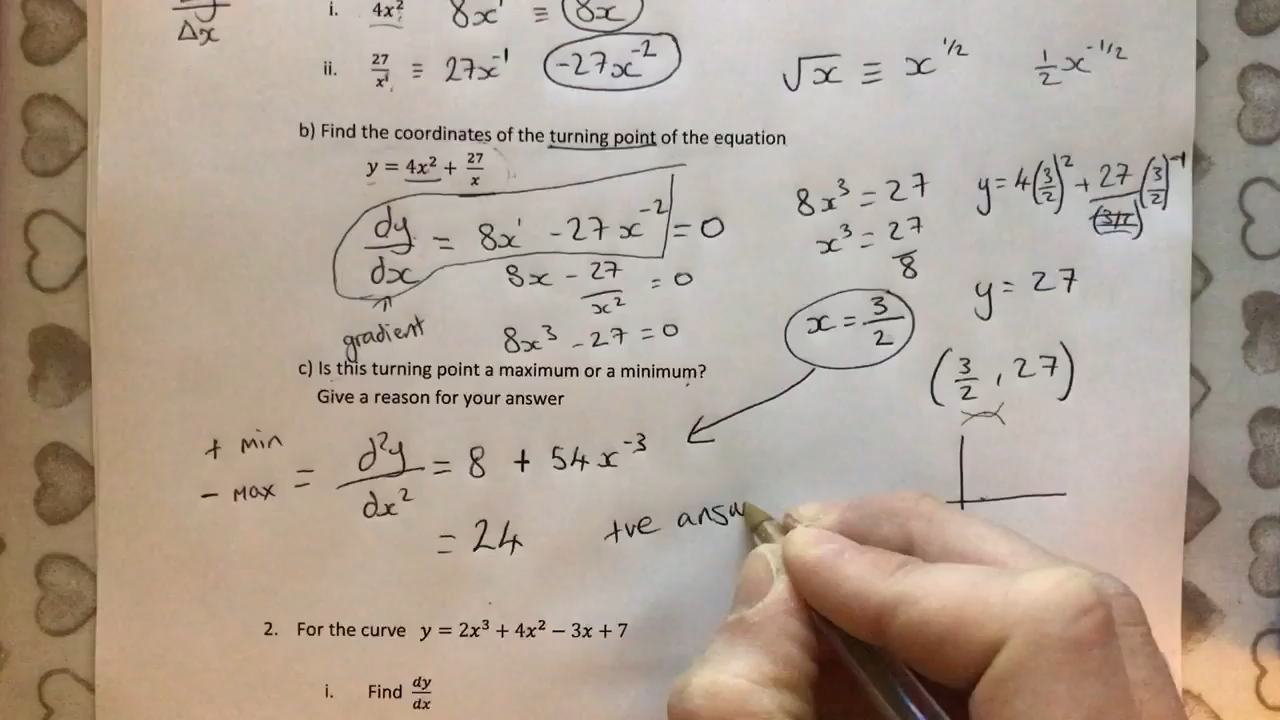 Δx
i. 4x² 8x¹ ≡ 8x
ii. 27/x¹ ≡ 27x⁻¹ -27x⁻²
√x ≡ x^1/2 1/2 x^-1/2
b) Find the coordinates of the turning point of the equation
y = 4x² + 27/x
dy/dx = 8x¹ - 27x⁻² = 0
8x - 27/x² = 0
gradient
8x³ - 27 = 0
8x³ = 27
x³ = 27/8
x = 3/2
y = 4(3/2)² + 27(3/2)⁻¹
y = 27
(3/2, 27)
c) Is this turning point a maximum or a minimum?
Give a reason for your answer
+ min
- max
= d²y/dx² = 8 + 54x⁻³
= 24 +ve answ
2. For the curve y = 2x³ + 4x² − 3x + 7
i. Find dy/dx